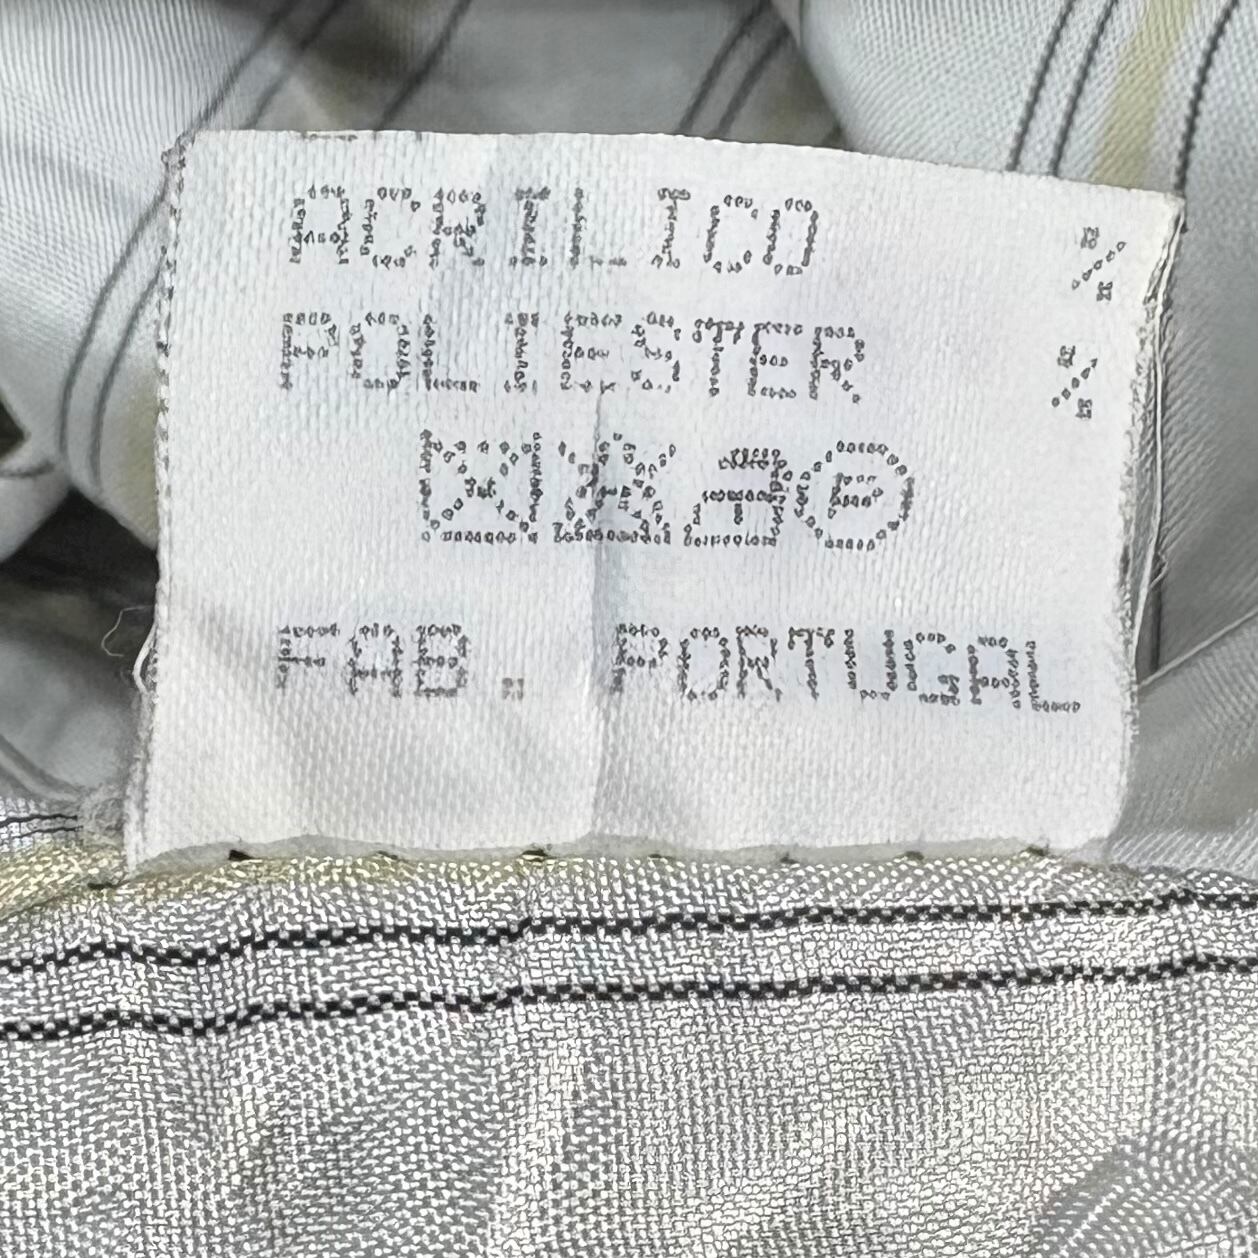 ACRILICO %
POLIESTER %
P
FAB. PORTUGAL